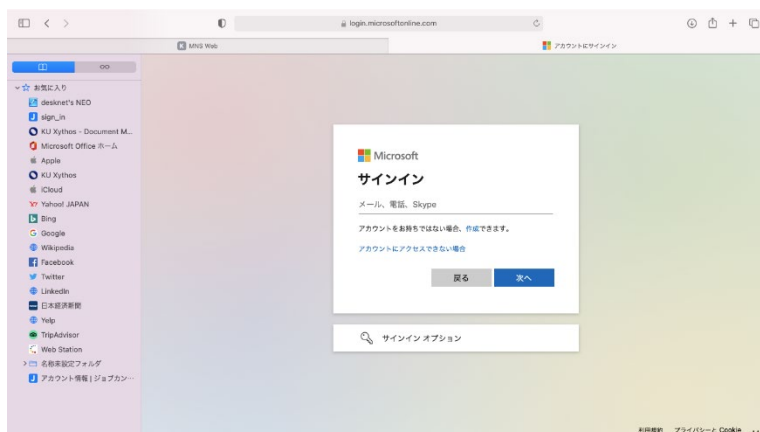 login.microsoftonline.com
MNS Web
アカウントにサインイン
お気に入り
desknet's NEO
sign_in
KU Xythos - Document M...
Microsoft Office ホーム
Apple
KU Xythos
iCloud
Yahoo! JAPAN
Bing
Google
Wikipedia
Facebook
Twitter
LinkedIn
日本経済新聞
Yelp
TripAdvisor
Web Station
名称未設定フォルダ
アカウント情報 | ジョブカン…
Microsoft
サインイン
メール、電話、Skype
アカウントをお持ちではない場合、作成できます。
アカウントにアクセスできない場合
戻る 次へ
サインイン オプション
利用規約 プライバシーと Cookie